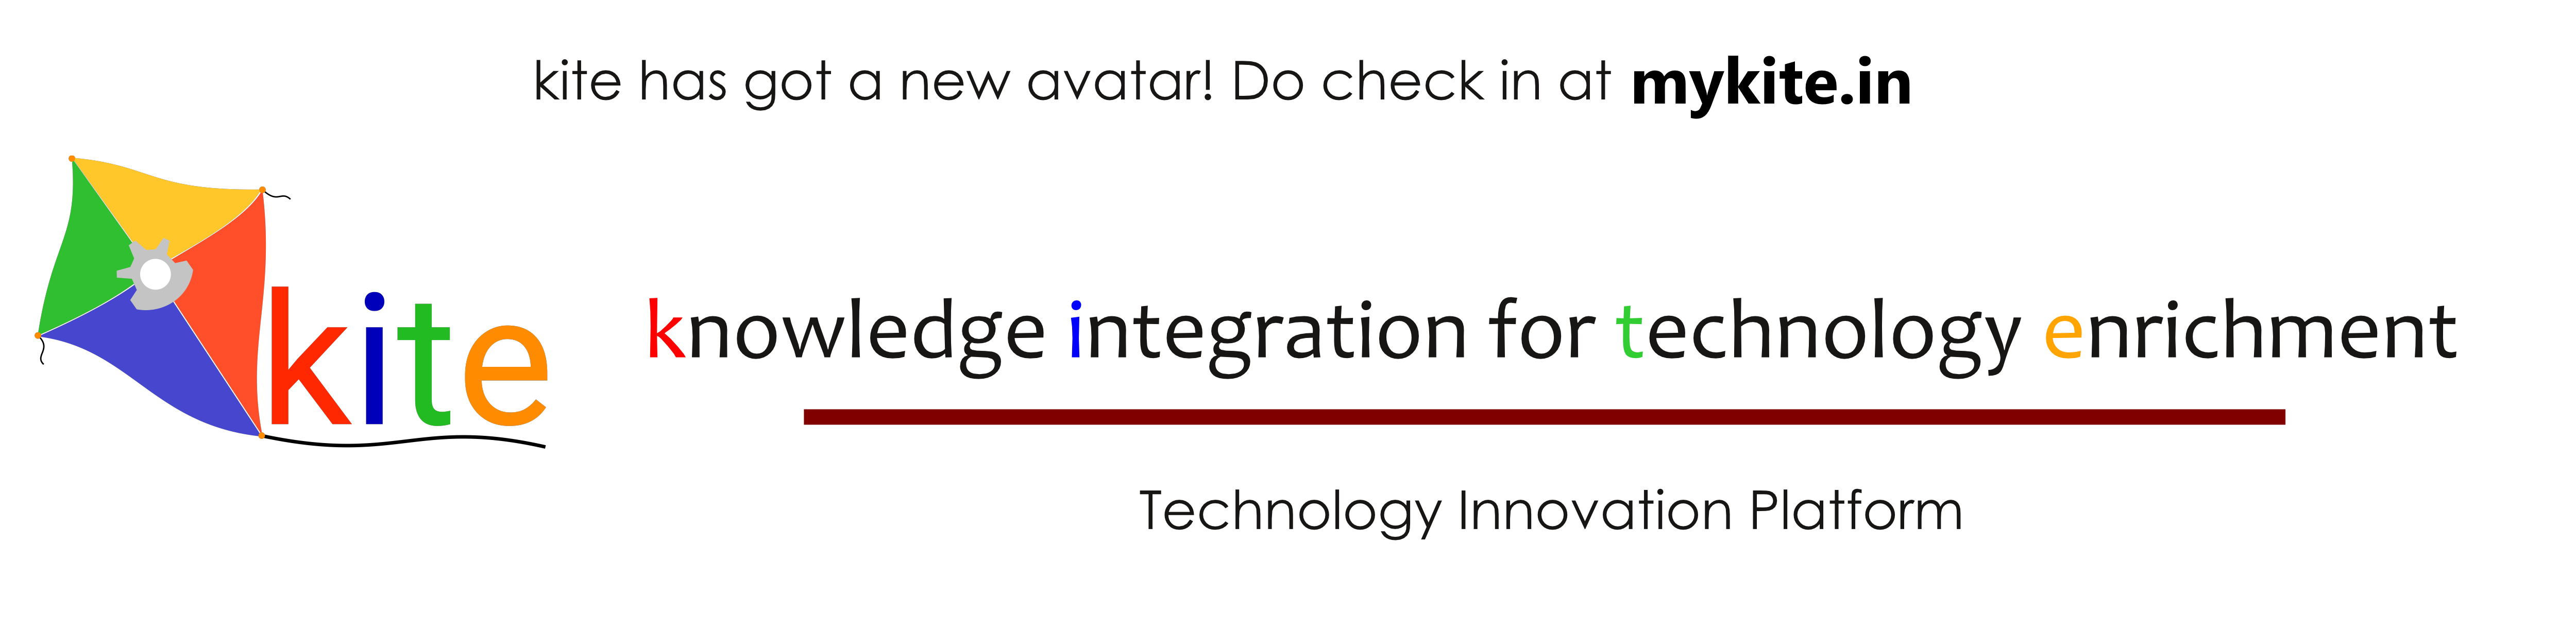 kite has got a new avatar! Do check in at mykite.in
kite
knowledge integration for technology enrichment
Technology Innovation Platform